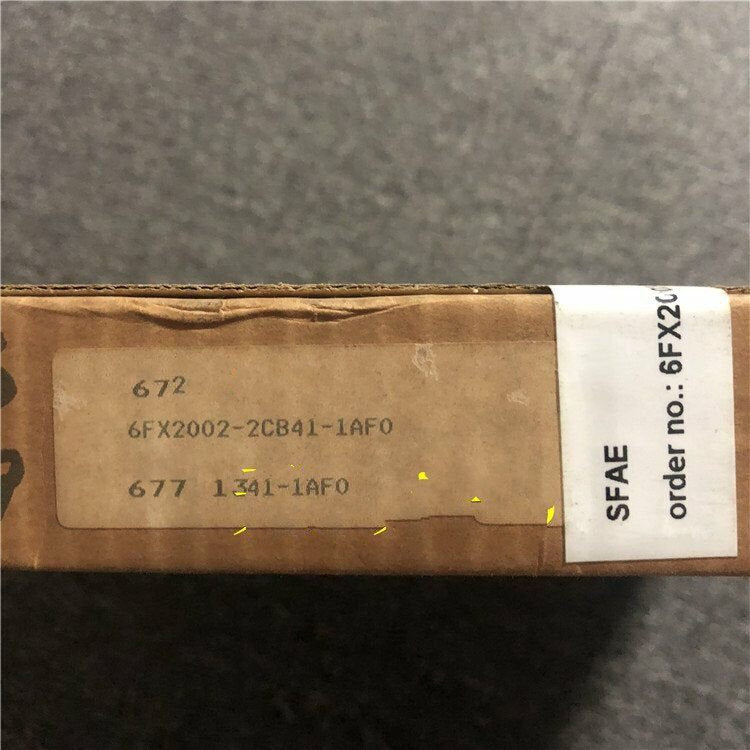 672
6FX2002-2CB41-1AF0
677 1341-1AF0
SFAE
order no.: 6FX20